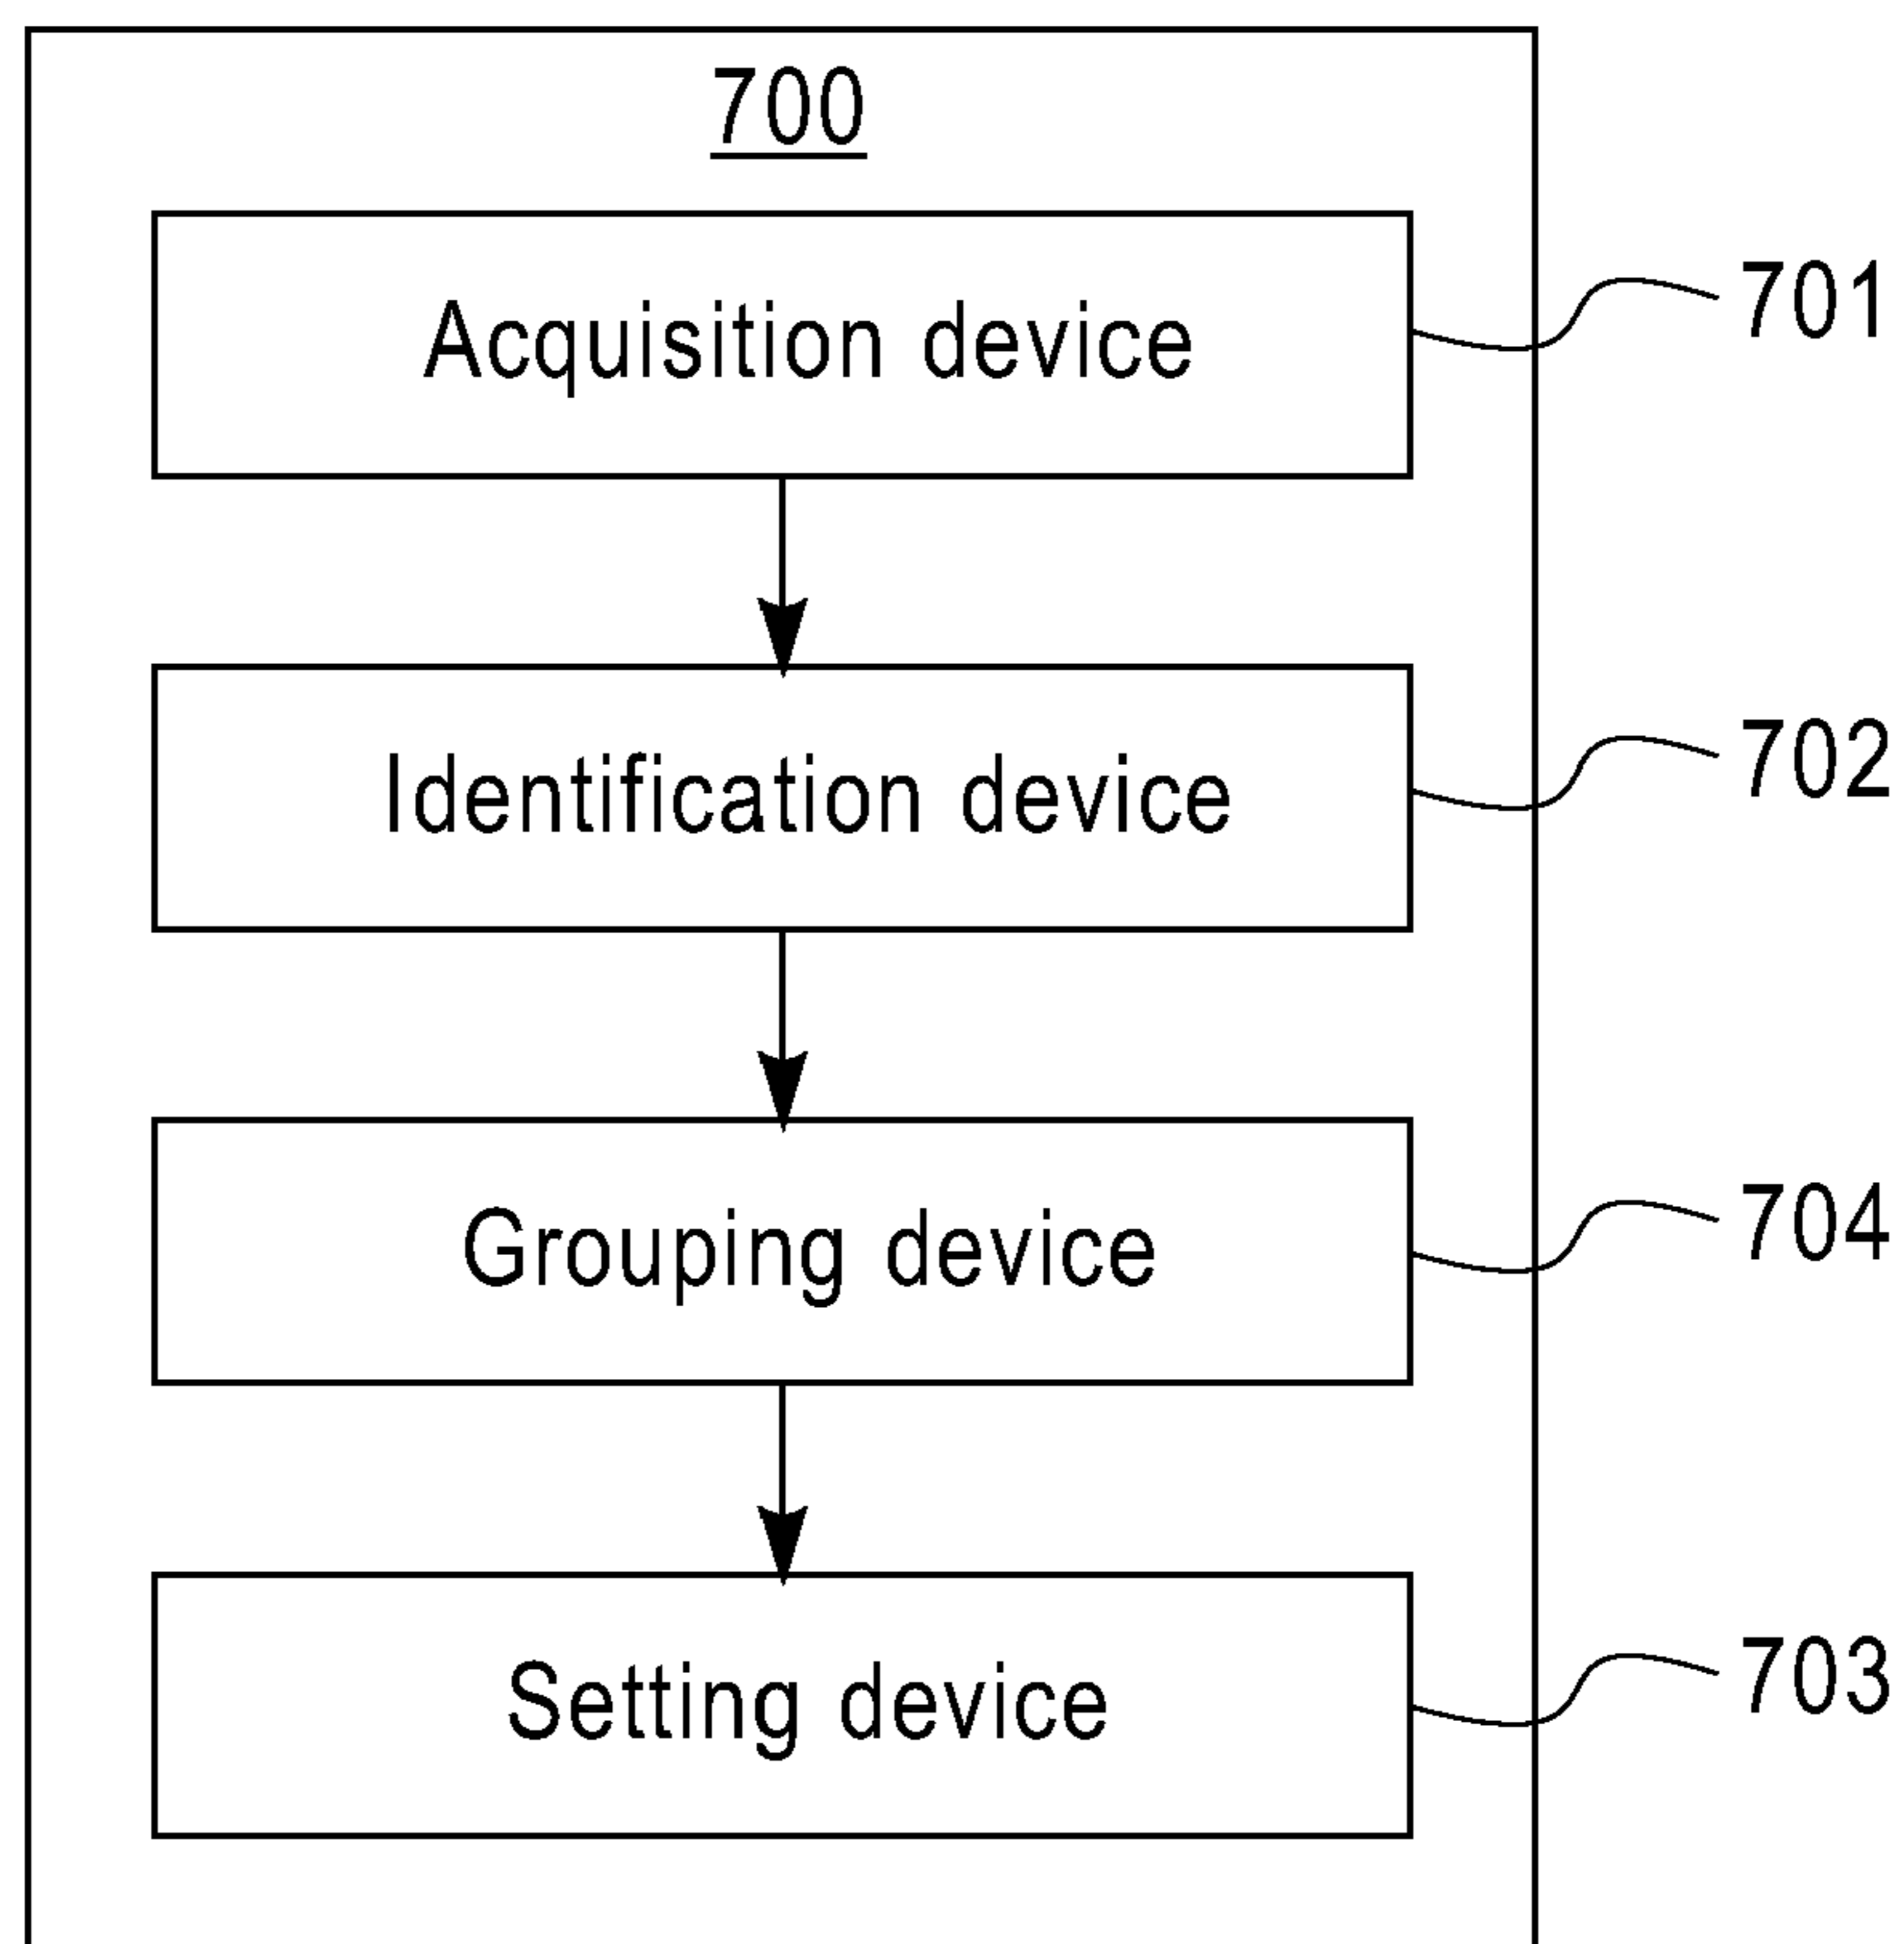 700
Acquisition device
701
Identification device
702
Grouping device
704
Setting device
703